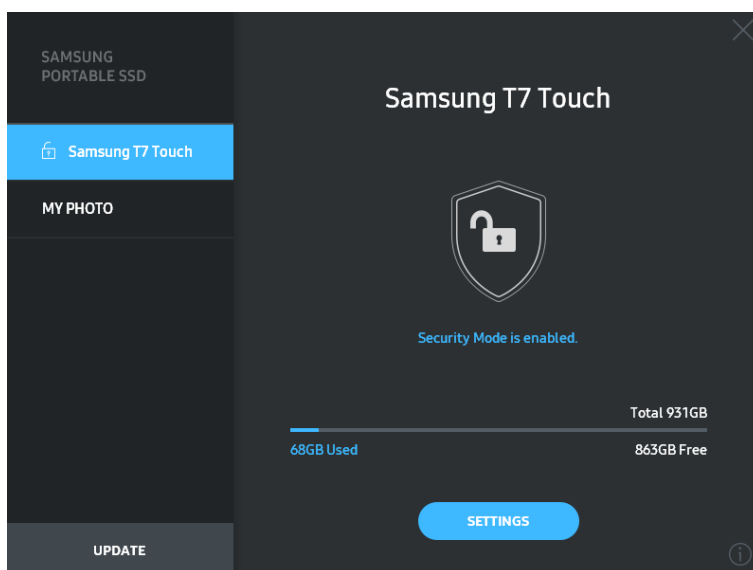 SAMSUNG
PORTABLE SSD
Samsung T7 Touch
MY PHOTO
UPDATE
Samsung T7 Touch
Security Mode is enabled.
Total 931GB
68GB Used
863GB Free
SETTINGS